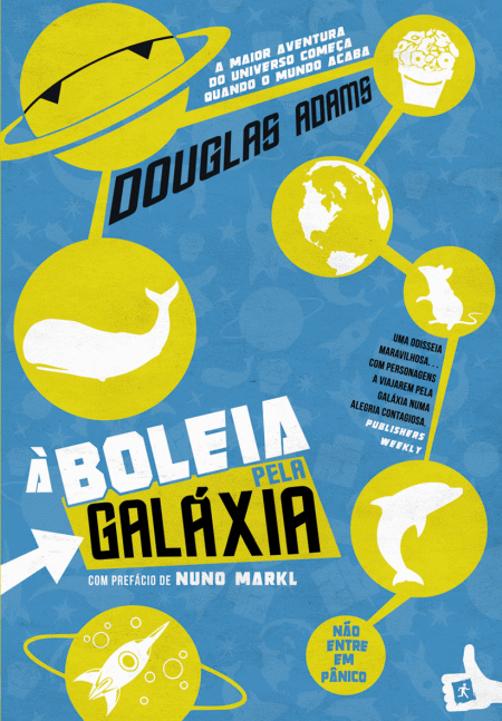 A MAIOR AVENTURA
DO UNIVERSO COMEÇA
QUANDO O MUNDO ACABA
DOUGLAS ADAMS
UMA ODISSEIA
MARAVILHOSA...
COM PERSONAGENS
A VIAJAREM PELA
GALÁXIA NUMA
ALEGRIA CONTAGIOSA.
PUBLISHERS
WEEKLY
À BOLEIA
PELA
GALÁXIA
COM PREFÁCIO DE NUNO MARKL
NÃO
ENTRE
EM
PÂNICO